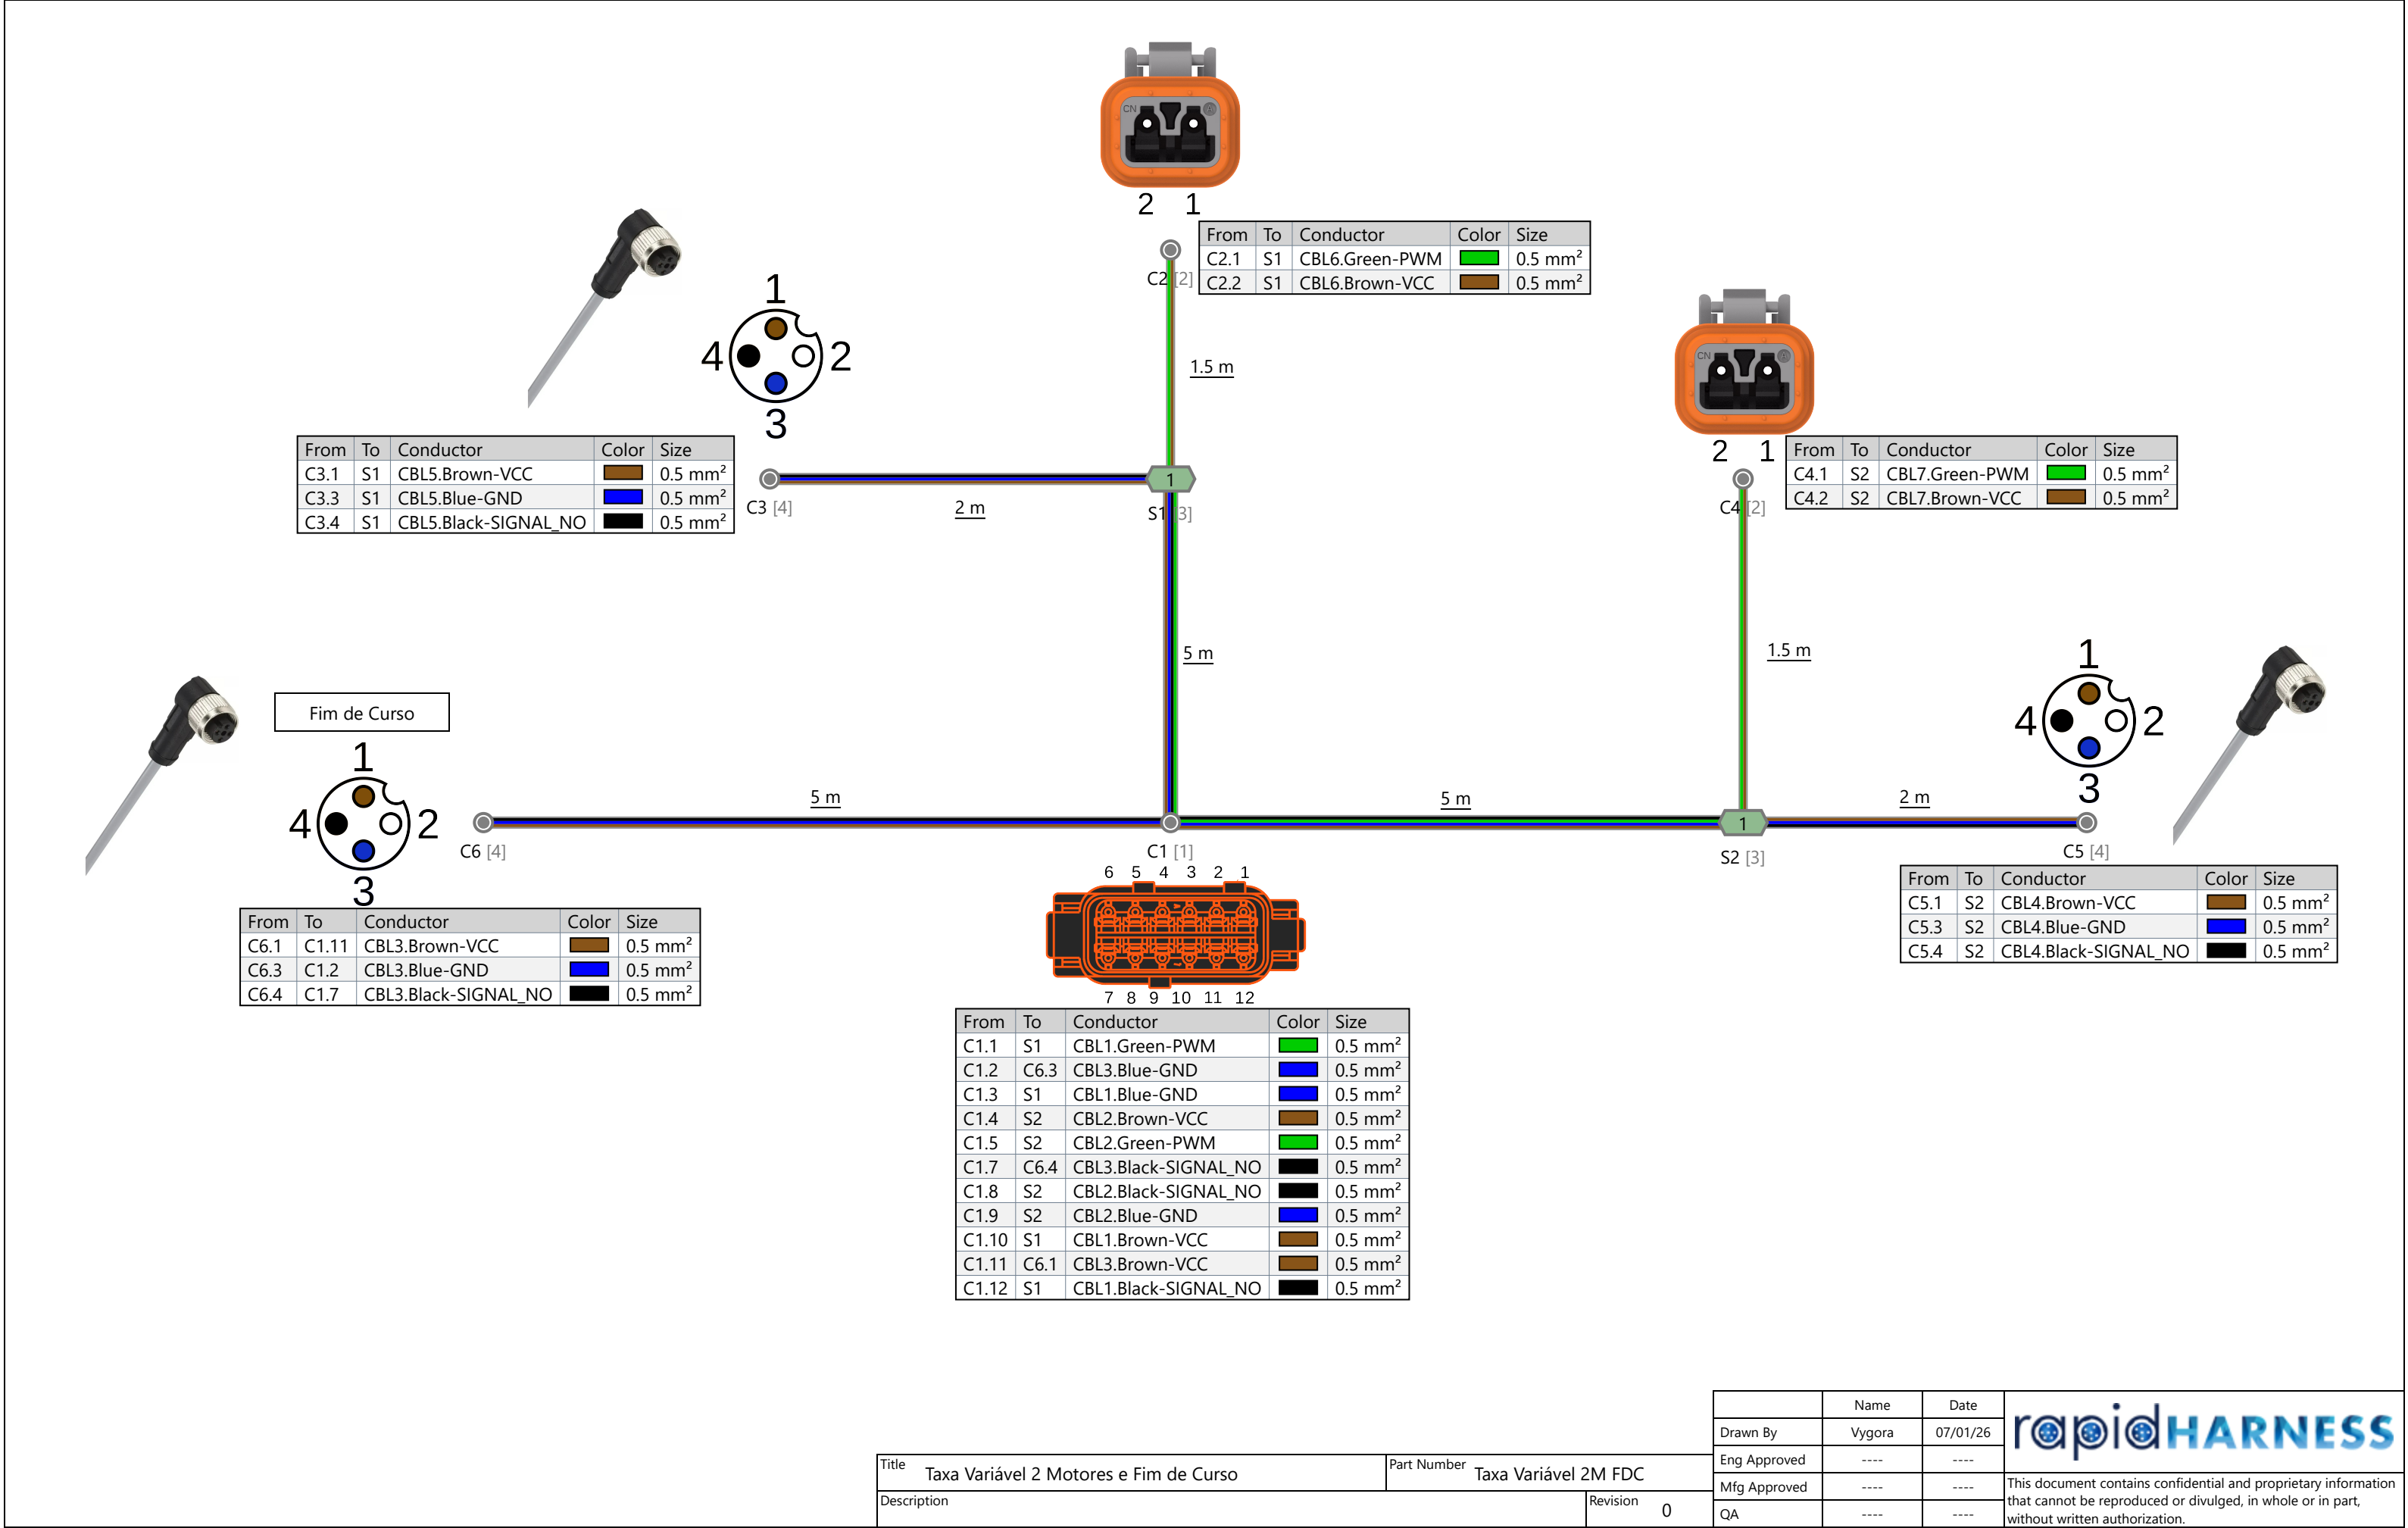 2 1
From To Conductor Color Size
C2.1 S1 CBL6.Green-PWM 0.5 mm²
C2.2 S1 CBL6.Brown-VCC 0.5 mm²
C2 [2]
1.5 m
1
4 2
3
From To Conductor Color Size
C3.1 S1 CBL5.Brown-VCC 0.5 mm²
C3.3 S1 CBL5.Blue-GND 0.5 mm²
C3.4 S1 CBL5.Black-SIGNAL_NO 0.5 mm²
C3 [4]
2 m
1
S1 [3]
5 m
2 1
From To Conductor Color Size
C4.1 S2 CBL7.Green-PWM 0.5 mm²
C4.2 S2 CBL7.Brown-VCC 0.5 mm²
C4 [2]
1.5 m
Fim de Curso
1
4 2
3
C6 [4]
5 m
From To Conductor Color Size
C6.1 C1.11 CBL3.Brown-VCC 0.5 mm²
C6.3 C1.2 CBL3.Blue-GND 0.5 mm²
C6.4 C1.7 CBL3.Black-SIGNAL_NO 0.5 mm²
5 m
1
S2 [3]
2 m
1
4 2
3
C5 [4]
From To Conductor Color Size
C5.1 S2 CBL4.Brown-VCC 0.5 mm²
C5.3 S2 CBL4.Blue-GND 0.5 mm²
C5.4 S2 CBL4.Black-SIGNAL_NO 0.5 mm²
C1 [1]
6 5 4 3 2 1
7 8 9 10 11 12
From To Conductor Color Size
C1.1 S1 CBL1.Green-PWM 0.5 mm²
C1.2 C6.3 CBL3.Blue-GND 0.5 mm²
C1.3 S1 CBL1.Blue-GND 0.5 mm²
C1.4 S2 CBL2.Brown-VCC 0.5 mm²
C1.5 S2 CBL2.Green-PWM 0.5 mm²
C1.7 C6.4 CBL3.Black-SIGNAL_NO 0.5 mm²
C1.8 S2 CBL2.Black-SIGNAL_NO 0.5 mm²
C1.9 S2 CBL2.Blue-GND 0.5 mm²
C1.10 S1 CBL1.Brown-VCC 0.5 mm²
C1.11 C6.1 CBL3.Brown-VCC 0.5 mm²
C1.12 S1 CBL1.Black-SIGNAL_NO 0.5 mm²
Title Taxa Variável 2 Motores e Fim de Curso
Part Number Taxa Variável 2M FDC
Description
Revision 0
Name Date
Drawn By Vygora 07/01/26
Eng Approved ---- ----
Mfg Approved ---- ----
QA ---- ----
rapidHARNESS
This document contains confidential and proprietary information
that cannot be reproduced or divulged, in whole or in part,
without written authorization.